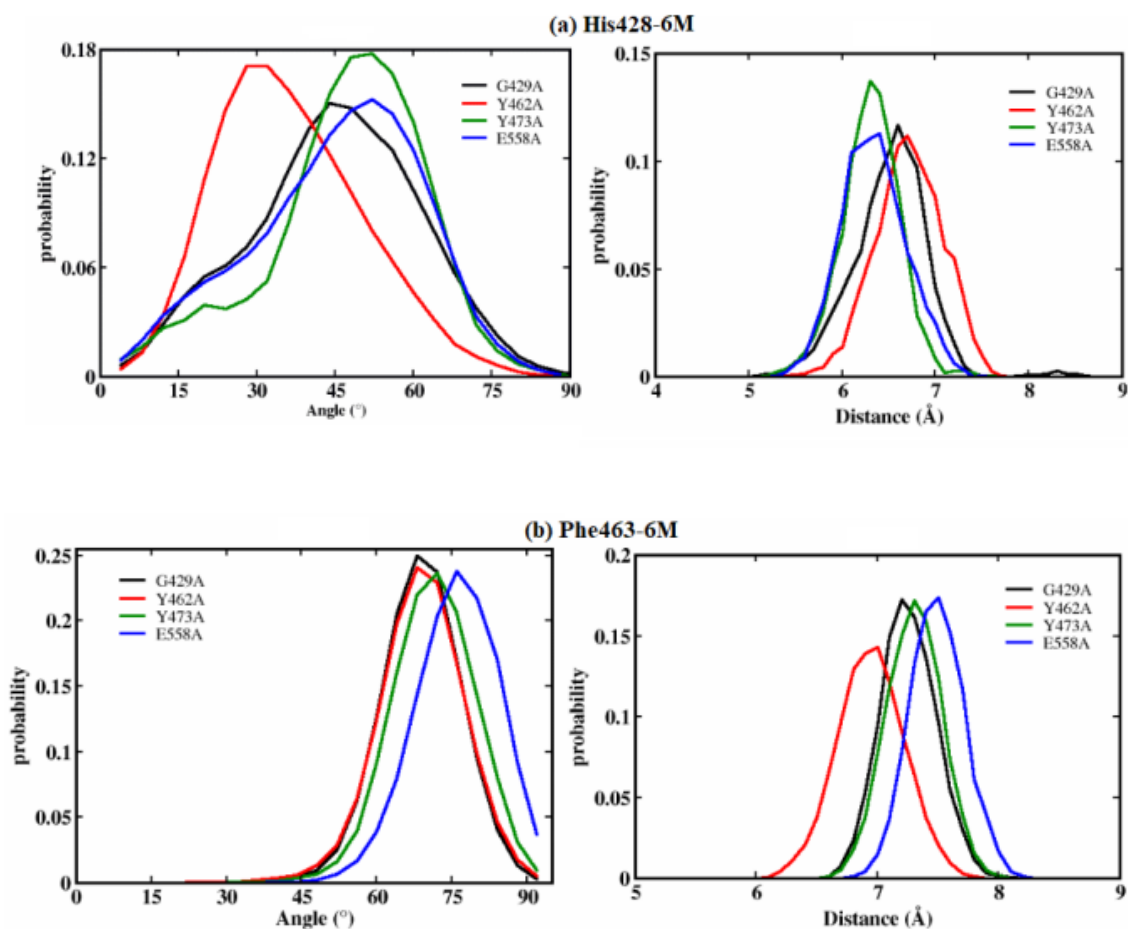 (a) His428-6M
0.18
0.12
0.06
0
probability
G429A
Y462A
Y473A
E558A
0 15 30 45 60 75 90
Angle (°)
0.15
0.1
0.05
0
probability
G429A
Y462A
Y473A
E558A
4 5 6 7 8 9
Distance (Å)
(b) Phe463-6M
0.25
0.2
0.15
0.1
0.05
0
probability
G429A
Y462A
Y473A
E558A
0 15 30 45 60 75 90
Angle (°)
0.2
0.15
0.1
0.05
0
probability
G429A
Y462A
Y473A
E558A
5 6 7 8 9
Distance (Å)